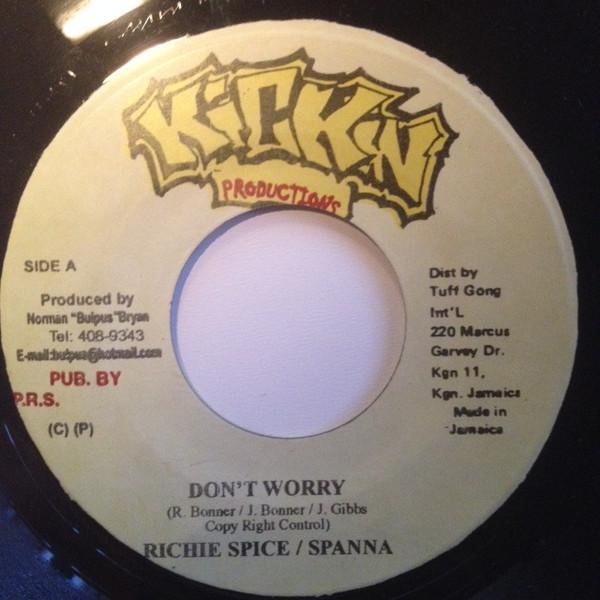 KICKIN
PRODUCTIONS
SIDE A
Produced by
Norman "Bulpus"Bryan
Tel: 408-9343
E-mail:bulpus@hotmail.com
PUB. BY
P.R.S.
(C) (P)
Dist by
Tuff Gong
Int'L
220 Marcus
Garvey Dr.
Kgn 11,
Kgn. Jamaica
Made in
Jamaica
DON'T WORRY
(R. Bonner / J. Bonner / J. Gibbs
Copy Right Control)
RICHIE SPICE / SPANNA